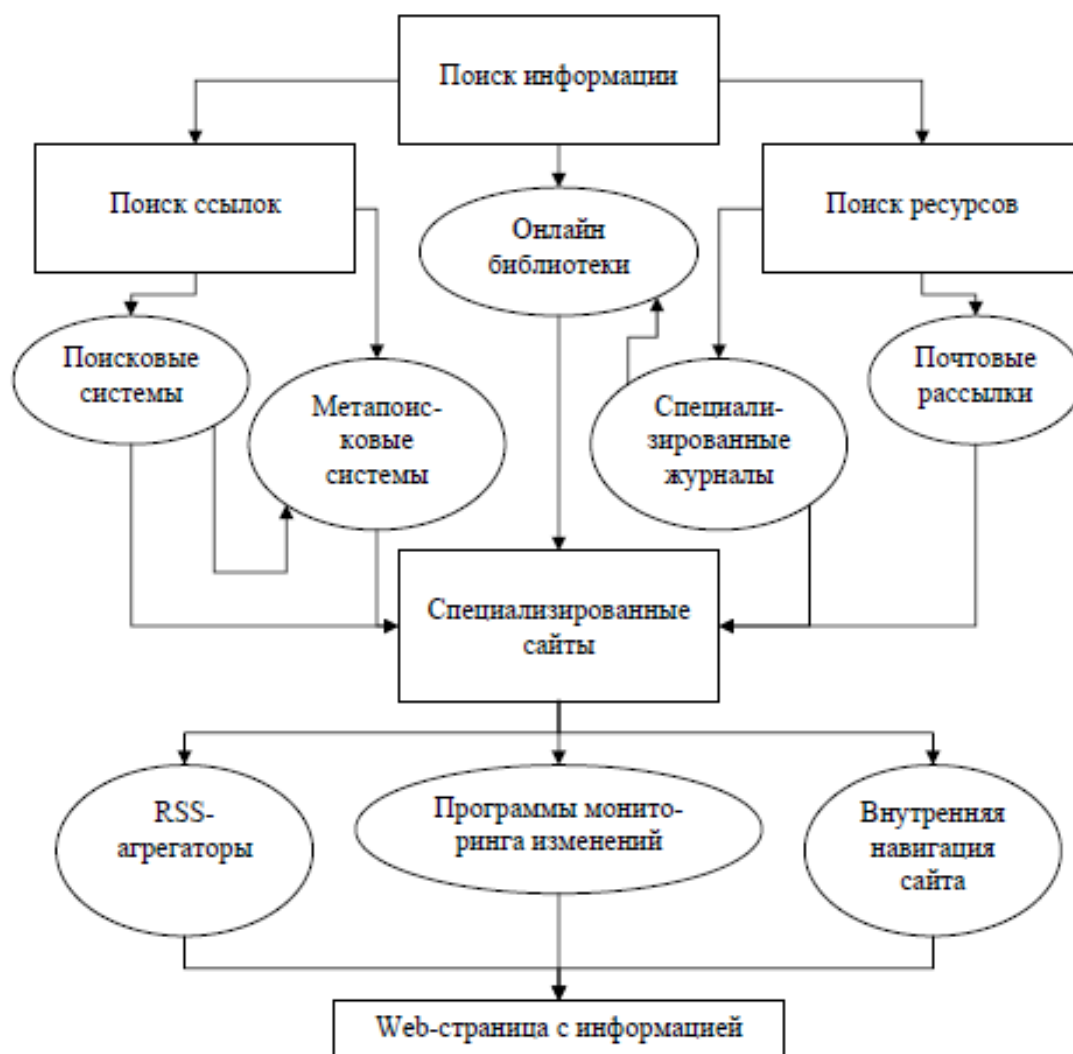 Поиск информации
Поиск ссылок
Онлайн
библиотеки
Поиск ресурсов
Поисковые
системы
Метапоис-
ковые
системы
Специали-
зированные
журналы
Почтовые
рассылки
Специализированные
сайты
RSS-
агрегаторы
Программы монито-
ринга изменений
Внутренняя
навигация
сайта
Web-страница с информацией